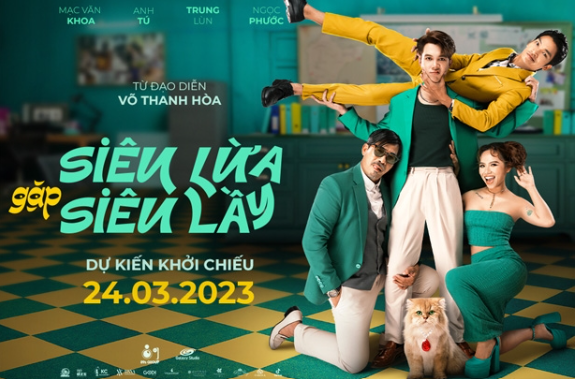 MẠC VĂN KHOA
ANH TÚ
TRUNG LÙN
NGỌC PHƯỚC
TỪ ĐẠO DIỄN
VÕ THANH HÒA
SIÊU LỪA
gặp
SIÊU LẦY
DỰ KIẾN KHỞI CHIẾU
24.03.2023